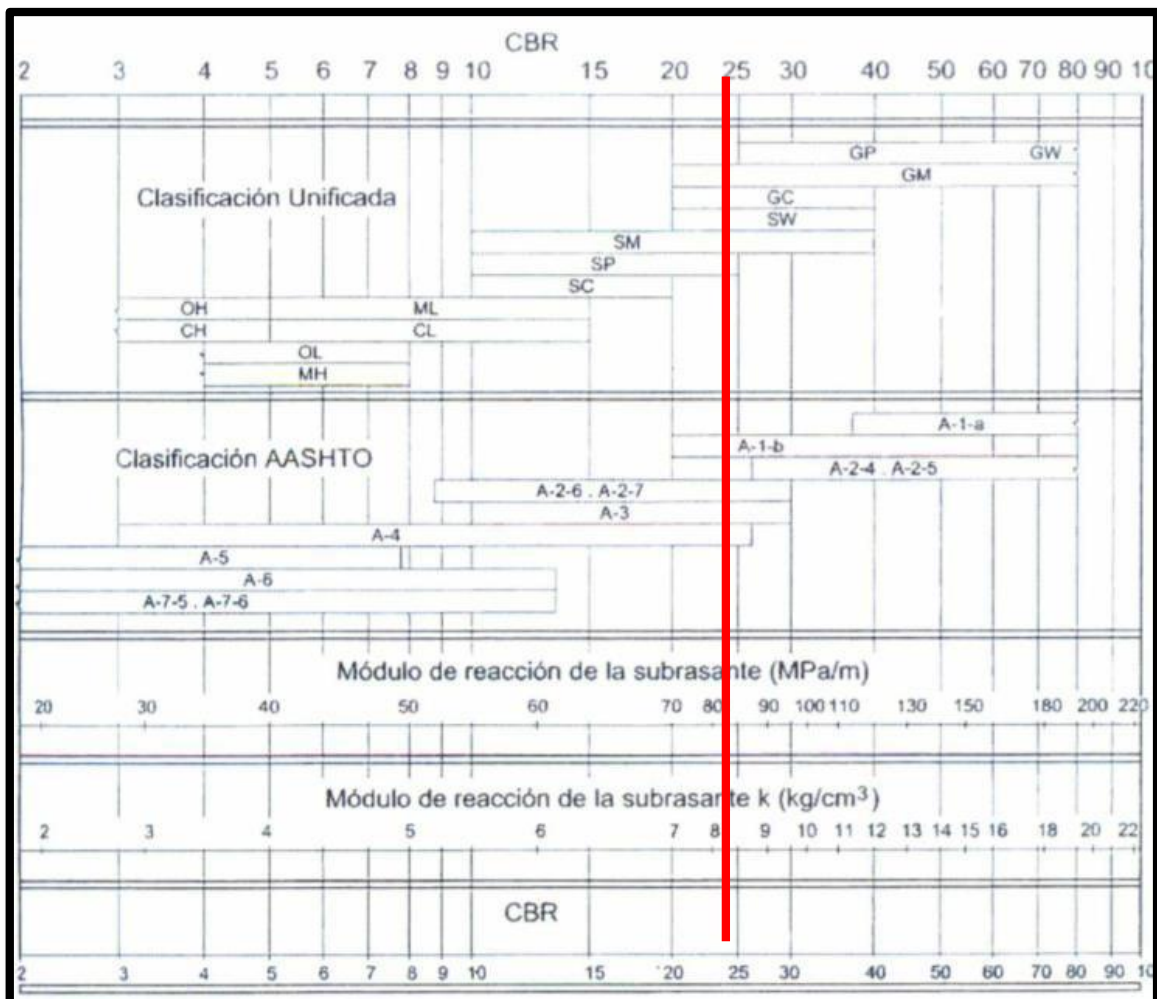 CBR
2 3 4 5 6 7 8 9 10 15 20 25 30 40 50 60 70 80 90 10
GP GW
GM
Clasificación Unificada
GC
SW
SM
SP
SC
OH ML
CH CL
OL
MH
A-1-a
A-1-b
Clasificación AASHTO
A-2-4 . A-2-5
A-2-6 . A-2-7
A-3
A-4
A-5
A-6
A-7-5 . A-7-6
Módulo de reacción de la subrasante (MPa/m)
20 30 40 50 60 70 80 90 100 110 130 150 180 200 220
Módulo de reacción de la subrasante k (kg/cm³)
2 3 4 5 6 7 8 9 10 11 12 13 14 15 16 18 20 22
CBR
2 3 4 5 6 7 8 9 10 15 20 25 30 40 50 60 70 80 90 10